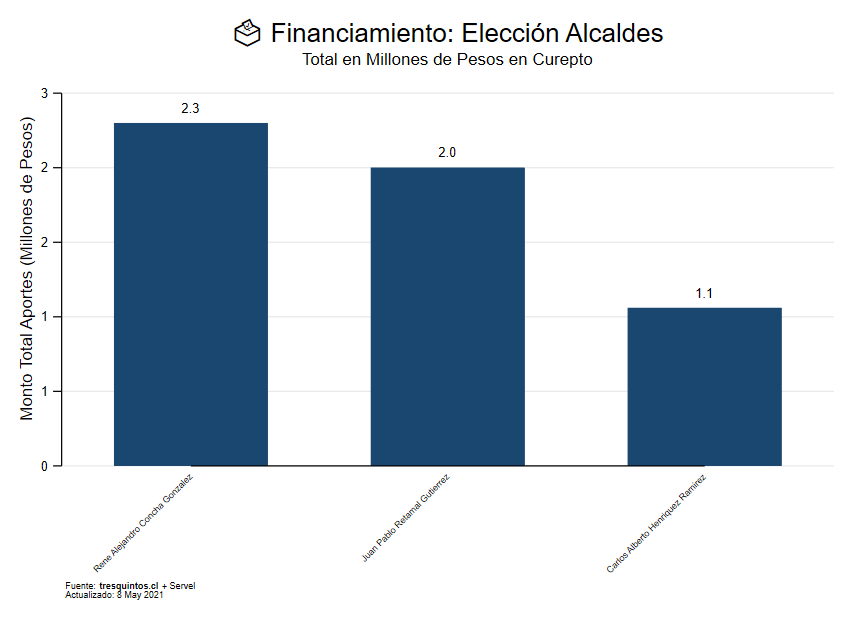 Financiamiento: Elección Alcaldes
Total en Millones de Pesos en Curepto
Monto Total Aportes (Millones de Pesos)
3
2
2
1
1
0
2.3
2.0
1.1
Rene Alejandro Concha Gonzalez
Juan Pablo Retamal Gutierrez
Carlos Alberto Henriquez Ramirez
Fuente: tresquintos.cl + Servel
Actualizado: 8 May 2021